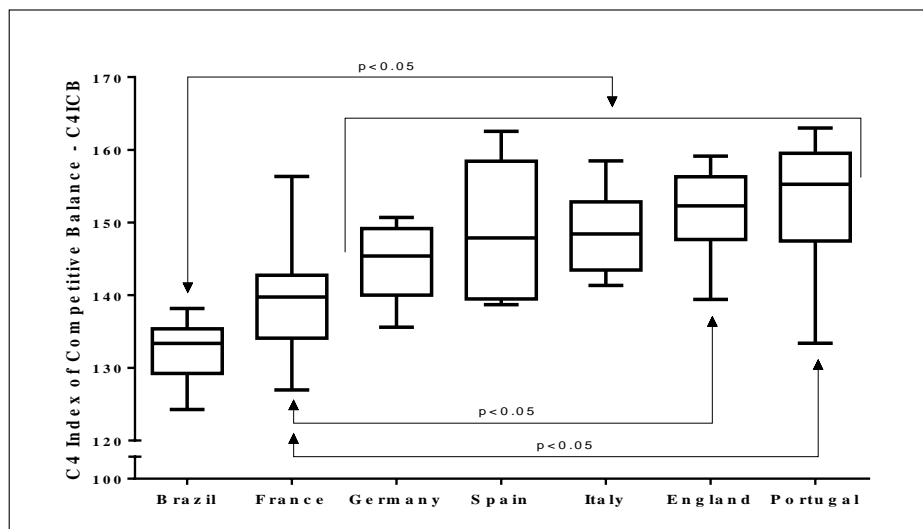 p<0.05
170
160
150
140
130
120
100
C4 Index of Competitive Balance - C4ICB
p<0.05
p<0.05
Brazil France Germany Spain Italy England Portugal